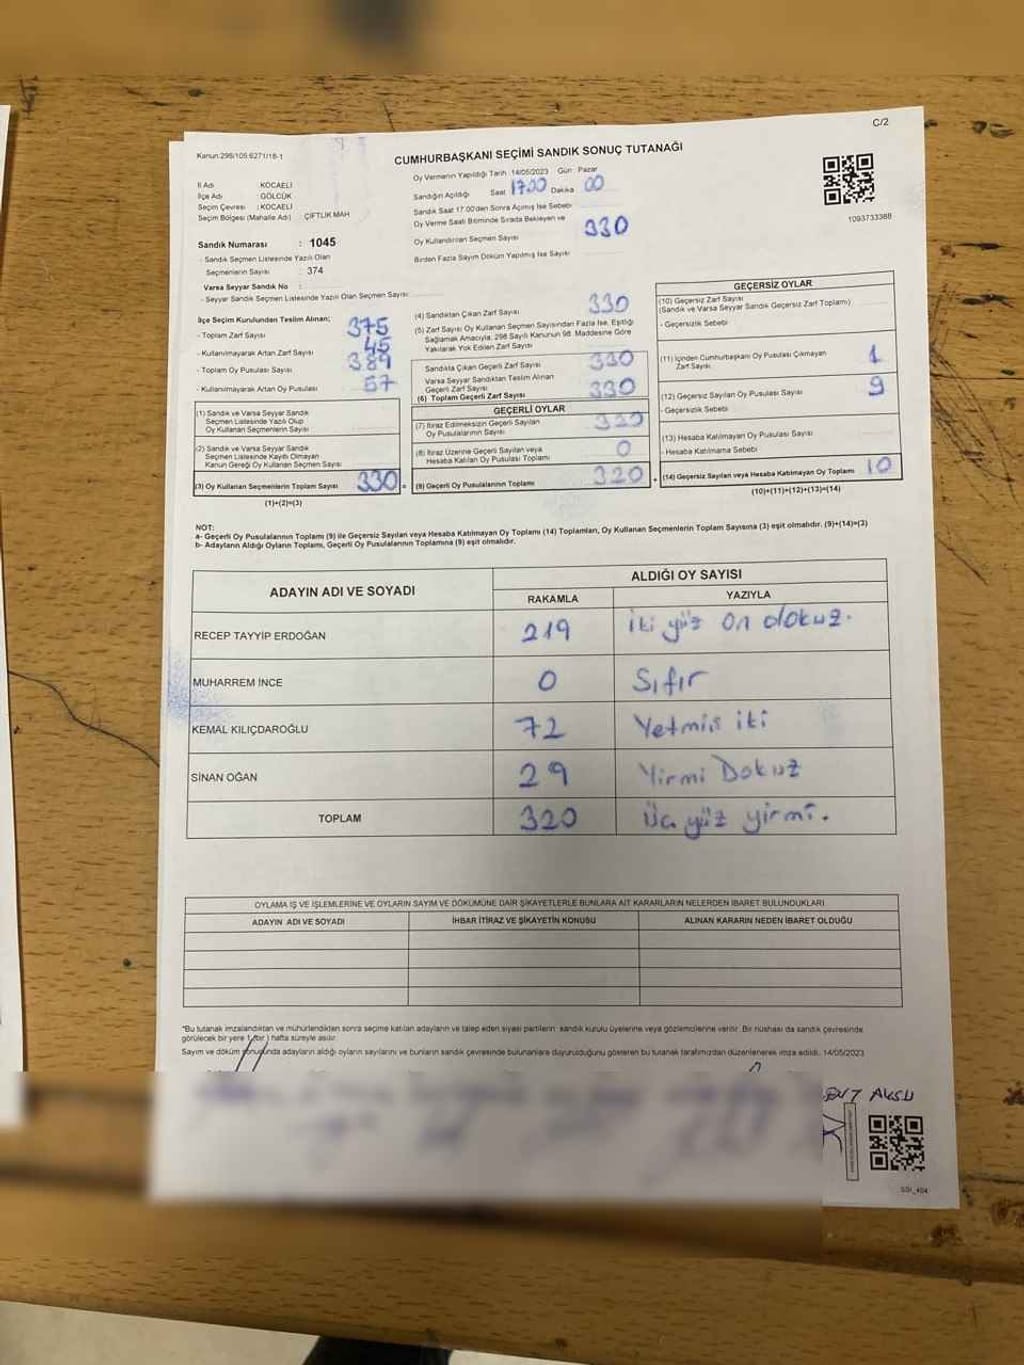 C/2
Kanun:298/105:6271/18-1
CUMHURBAŞKANI SEÇİMİ SANDIK SONUÇ TUTANAĞI
İl Adı : KOCAELİ
İlçe Adı : GÖLCÜK
Seçim Çevresi : KOCAELİ
Seçim Bölgesi (Mahalle Adı) : ÇİFTLİK MAH
Sandık Numarası : 1045
- Sandık Seçmen Listesinde Yazılı Olan
Seçmenlerin Sayısı : 374
Varsa Seyyar Sandık No :
- Seyyar Sandık Seçmen Listesinde Yazılı Olan Seçmen Sayısı:
Oy Vermenin Yapıldığı Tarih 14/05/2023 Gün: Pazar
Sandığın Açıldığı Saat 17:00 Dakika 00
Sandık Saat 17.00'den Sonra Açılmış İse Sebebi
Oy Verme Saati Bitiminde Sırada Bekleyen ve
Oy Kullandırılan Seçmen Sayısı 330
Birden Fazla Sayım Döküm Yapılmış İse Sayısı
1093733388
İlçe Seçim Kurulundan Teslim Alınan;
- Toplam Zarf Sayısı 375
- Kullanılmayarak Artan Zarf Sayısı 45
- Toplam Oy Pusulası Sayısı 389
- Kullanılmayarak Artan Oy Pusulası 57
(1) Sandık ve Varsa Seyyar Sandık
Seçmen Listesinde Yazılı Olup
Oy Kullanan Seçmenlerin Sayısı
(2) Sandık ve Varsa Seyyar Sandık
Seçmen Listesinde Kayıtlı Olmayan
Kanun Gereği Oy Kullanan Seçmen Sayısı
(3) Oy Kullanan Seçmenlerin Toplam Sayısı 330
(1)+(2)=(3)
(4) Sandıktan Çıkan Zarf Sayısı 330
(5) Zarf Sayısı Oy Kullanan Seçmen Sayısından Fazla İse, Eşitliği
Sağlamak Amacıyla, 298 Sayılı Kanunun 98. Maddesine Göre
Yakılarak Yok Edilen Zarf Sayısı
Sandıkta Çıkan Geçerli Zarf Sayısı 330
Varsa Seyyar Sandıktan Teslim Alınan
Geçerli Zarf Sayısı
(6) Toplam Geçerli Zarf Sayısı 330
GEÇERLİ OYLAR
(7) İtiraz Edilmeksizin Geçerli Sayılan
Oy Pusulalarının Sayısı 320
(8) İtiraz Üzerine Geçerli Sayılan veya
Hesaba Katılan Oy Pusulası Toplamı 0
(9) Geçerli Oy Pusulalarının Toplamı 320
GEÇERSİZ OYLAR
(10) Geçersiz Zarf Sayısı
(Sandık ve Varsa Seyyar Sandık Geçersiz Zarf Toplamı)
- Geçersizlik Sebebi
(11) İçinden Cumhurbaşkanı Oy Pusulası Çıkmayan
Zarf Sayısı 1
(12) Geçersiz Sayılan Oy Pusulası Sayısı 9
- Geçersizlik Sebebi
(13) Hesaba Katılmayan Oy Pusulası Sayısı
- Hesaba Katılmama Sebebi
(14) Geçersiz Sayılan veya Hesaba Katılmayan Oy Toplamı 10
(10)+(11)+(12)+(13)=(14)
NOT:
a- Geçerli Oy Pusulalarının Toplamı (9) ile Geçersiz Sayılan veya Hesaba Katılmayan Oy Toplamı (14) Toplamları, Oy Kullanan Seçmenlerin Toplam Sayısına (3) eşit olmalıdır. (9)+(14)=(3)
b- Adayların Aldığı Oyların Toplamı, Geçerli Oy Pusulalarının Toplamına (9) eşit olmalıdır.
ADAYIN ADI VE SOYADI ALDIĞI OY SAYISI
RAKAMLA YAZIYLA
RECEP TAYYİP ERDOĞAN 219 İki yüz on dokuz.
MUHARREM İNCE 0 Sıfır
KEMAL KILIÇDAROĞLU 72 Yetmiş iki
SİNAN OĞAN 29 Yirmi Dokuz
TOPLAM 320 Üç yüz yirmi.
OYLAMA İŞ VE İŞLEMLERİNE VE OYLARIN SAYIM VE DÖKÜMÜNE DAİR ŞİKAYETLERLE BUNLARA AİT KARARLARIN NELERDEN İBARET BULUNDUKLARI
ADAYIN ADI VE SOYADI İHBAR İTİRAZ VE ŞİKAYETİN KONUSU ALINAN KARARIN NEDEN İBARET OLDUĞU
*Bu tutanak imzalandıktan ve mühürlendikten sonra seçime katılan adayların ve talep eden siyasi partilerin sandık kurulu üyelerine veya gözlemcilerine verilir. Bir nüshası da sandık çevresinde
görülecek bir yere 1(bir) hafta süreyle asılır.
Sayım ve döküm sonucunda adayların aldığı oyların sayılarını ve bunların sandık çevresinde bulunanlara duyurulduğunu gösteren bu tutanak tarafımızdan düzenlenerek imza edildi. 14/05/2023
AKSU